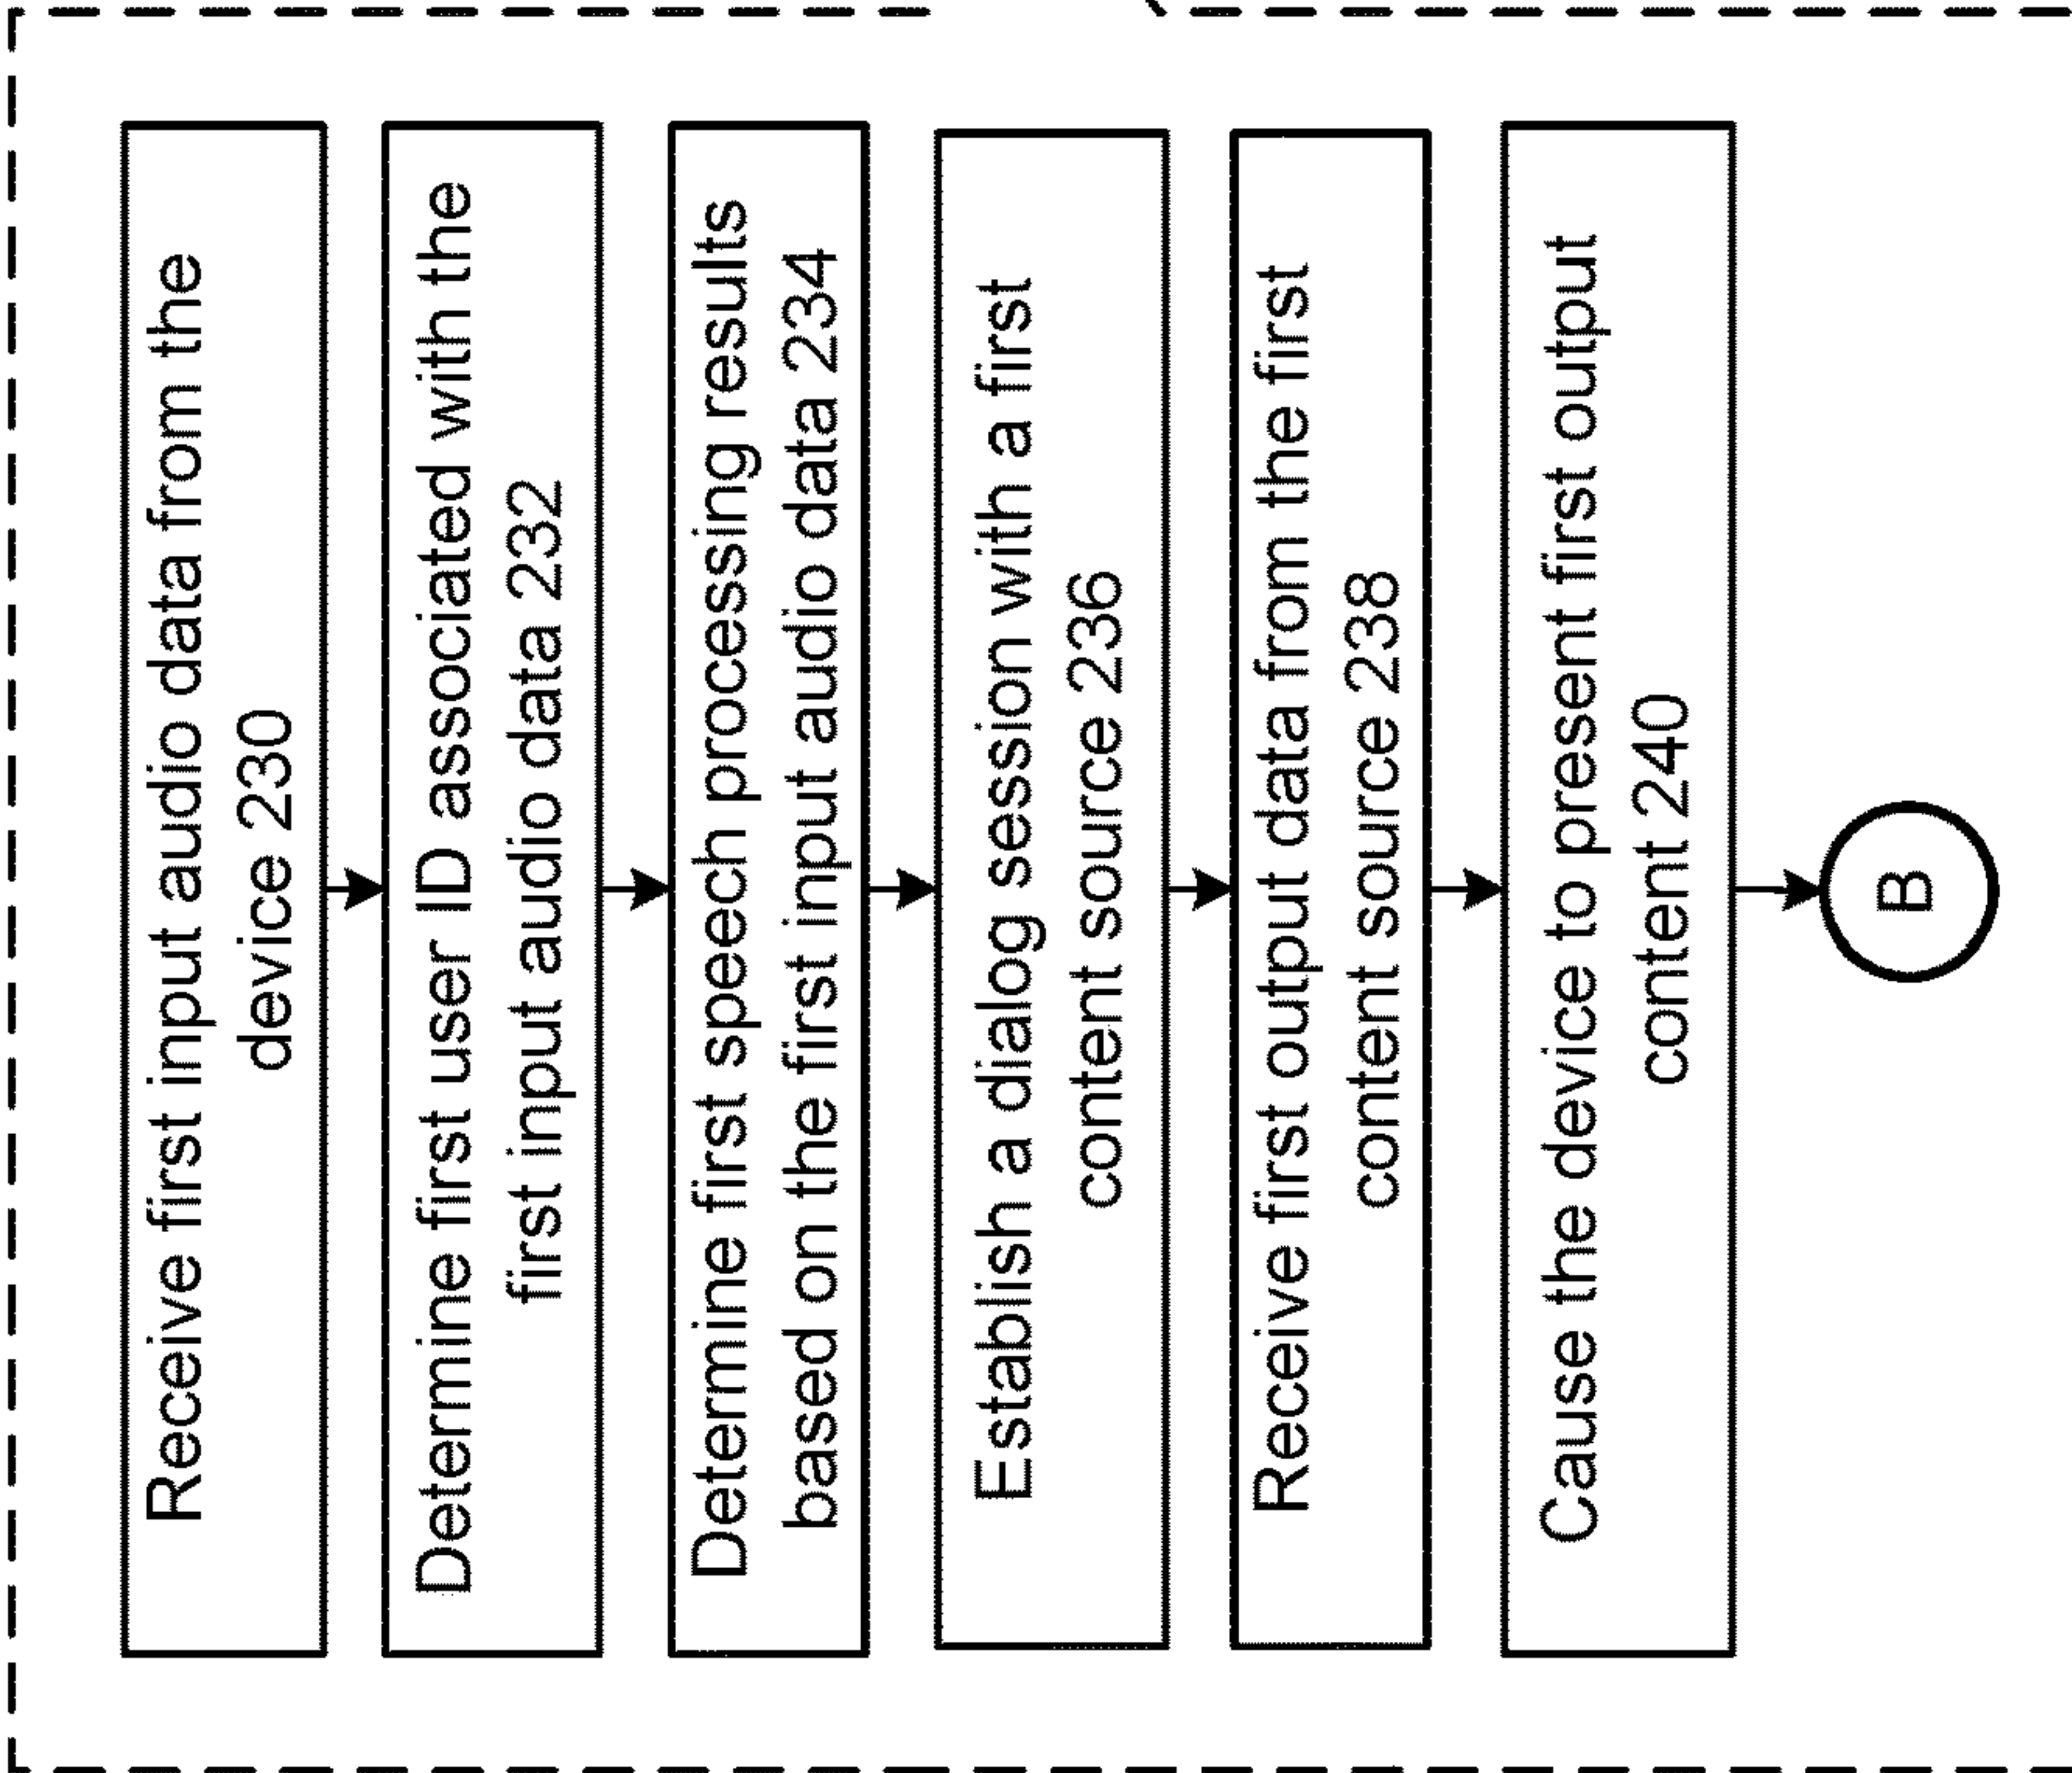 Receive first input audio data from the
device 230
Determine first user ID associated with the
first input audio data 232
Determine first speech processing results
based on the first input audio data 234
Establish a dialog session with a first
content source 236
Receive first output data from the first
content source 238
Cause the device to present first output
content 240
B